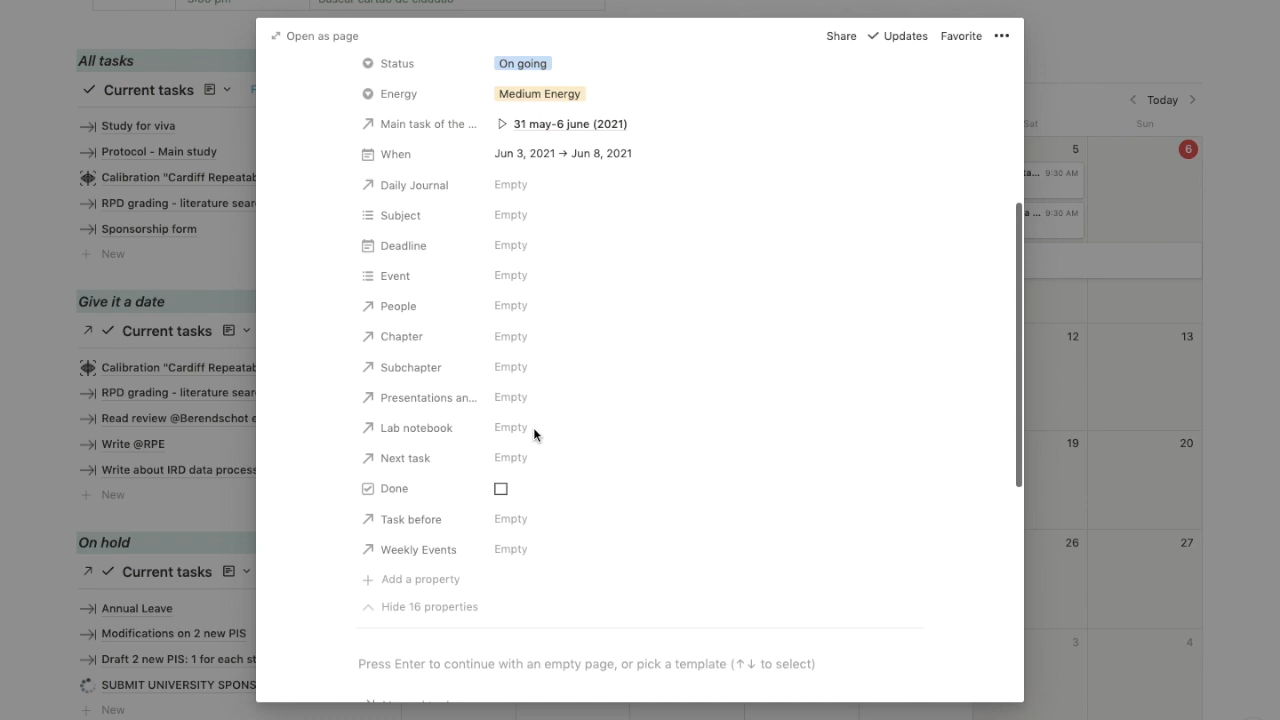 Open as page
Share
Updates
Favorite
Status On going
Energy Medium Energy
Main task of the ... 31 may-6 june (2021)
When Jun 3, 2021 → Jun 8, 2021
Daily Journal Empty
Subject Empty
Deadline Empty
Event Empty
People Empty
Chapter Empty
Subchapter Empty
Presentations an... Empty
Lab notebook Empty
Next task Empty
Done
Task before Empty
Weekly Events Empty
Add a property
Hide 16 properties
Press Enter to continue with an empty page, or pick a template (↑↓ to select)
All tasks
Current tasks
Study for viva
Protocol - Main study
Calibration "Cardiff Repeatab
RPD grading - literature sear
Sponsorship form
New
Give it a date
Current tasks
Calibration "Cardiff Repeatab
RPD grading - literature sear
Read review @Berendschot e
Write @RPE
Write about IRD data process
New
On hold
Current tasks
Annual Leave
Modifications on 2 new PIS
Draft 2 new PIS: 1 for each st
SUBMIT UNIVERSITY SPONS
New
Today
Sat Sun
5 6
9:30 AM
9:30 AM
12 13
19 20
26 27
3 4